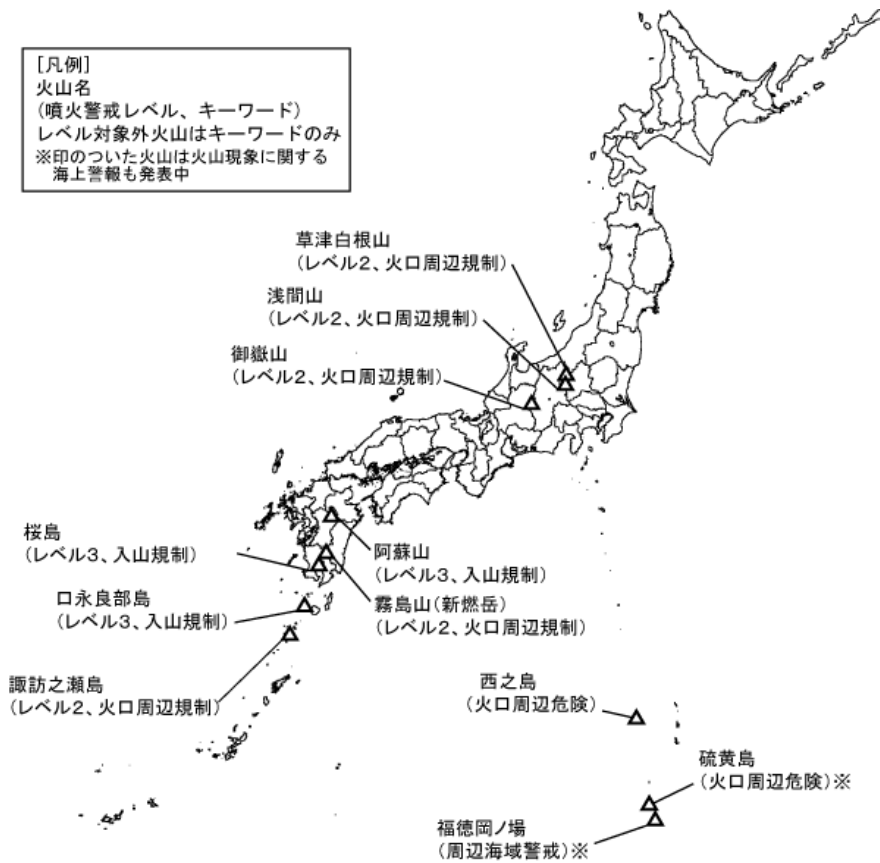 [凡例]
火山名
(噴火警戒レベル、キーワード)
レベル対象外火山はキーワードのみ
※印のついた火山は火山現象に関する
海上警報も発表中
草津白根山
(レベル2、火口周辺規制)
浅間山
(レベル2、火口周辺規制)
御嶽山
(レベル2、火口周辺規制)
桜島
(レベル3、入山規制)
阿蘇山
(レベル3、入山規制)
口永良部島
(レベル3、入山規制)
霧島山(新燃岳)
(レベル2、火口周辺規制)
諏訪之瀬島
(レベル2、火口周辺規制)
西之島
(火口周辺危険)
硫黄島
(火口周辺危険)※
福徳岡ノ場
(周辺海域警戒)※